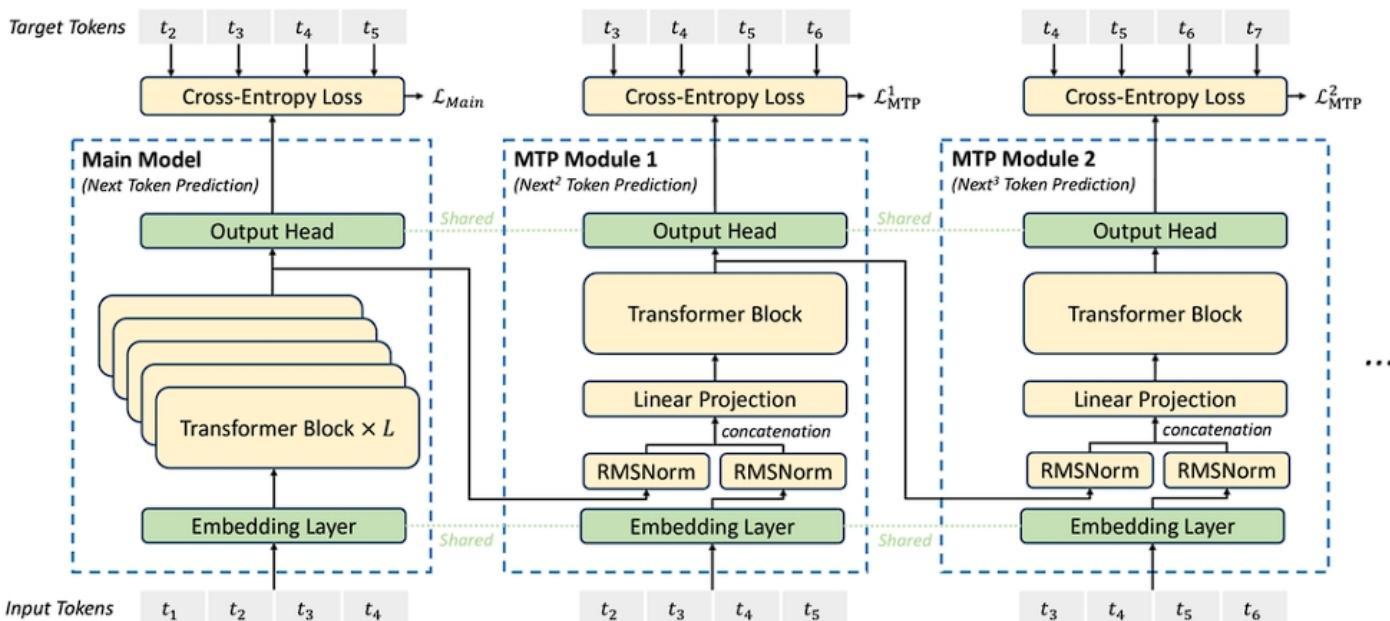 Target Tokens t₂ t₃ t₄ t₅ t₃ t₄ t₅ t₆ t₄ t₅ t₆ t₇
Cross-Entropy Loss ℒ_Main Cross-Entropy Loss ℒ¹_MTP Cross-Entropy Loss ℒ²_MTP
Main Model MTP Module 1 MTP Module 2
(Next Token Prediction) (Next² Token Prediction) (Next³ Token Prediction)
Shared Shared
Output Head Output Head Output Head
Transformer Block Transformer Block
...
Linear Projection Linear Projection
Transformer Block × L concatenation concatenation
RMSNorm RMSNorm RMSNorm RMSNorm
Embedding Layer Embedding Layer Embedding Layer
Shared Shared
Input Tokens t₁ t₂ t₃ t₄ t₂ t₃ t₄ t₅ t₃ t₄ t₅ t₆